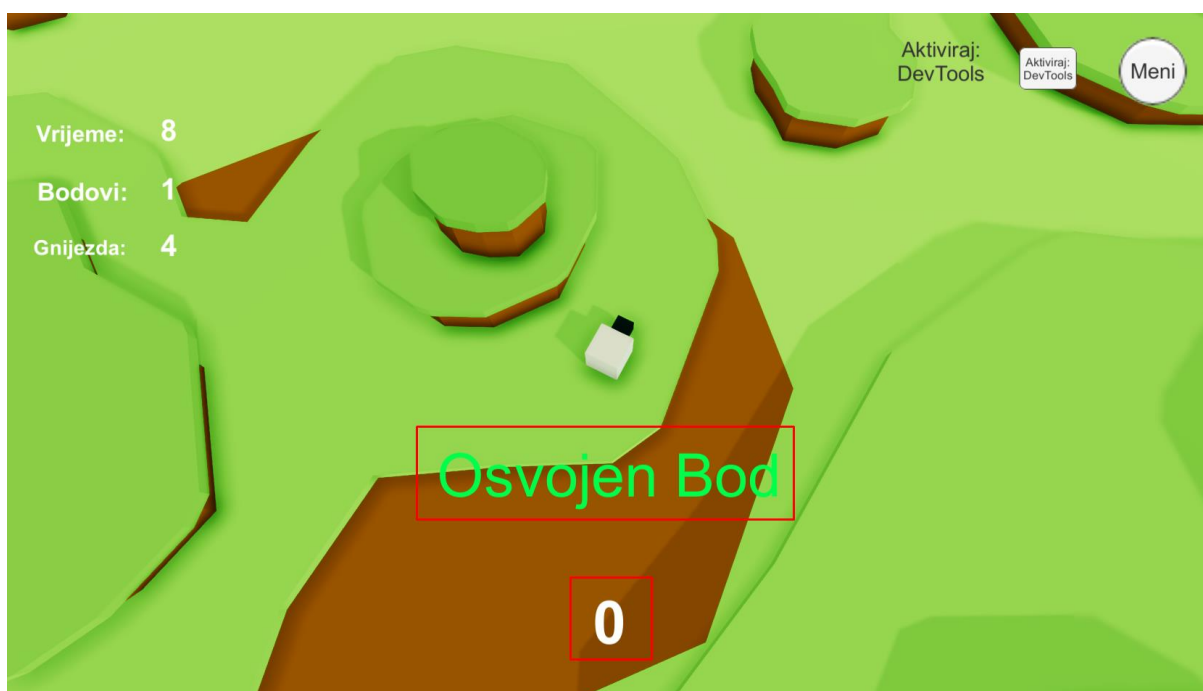 Aktiviraj:
DevTools
Aktiviraj:
DevTools
Meni
Vrijeme: 8
Bodovi: 1
Gnijezda: 4
Osvojen Bod
0